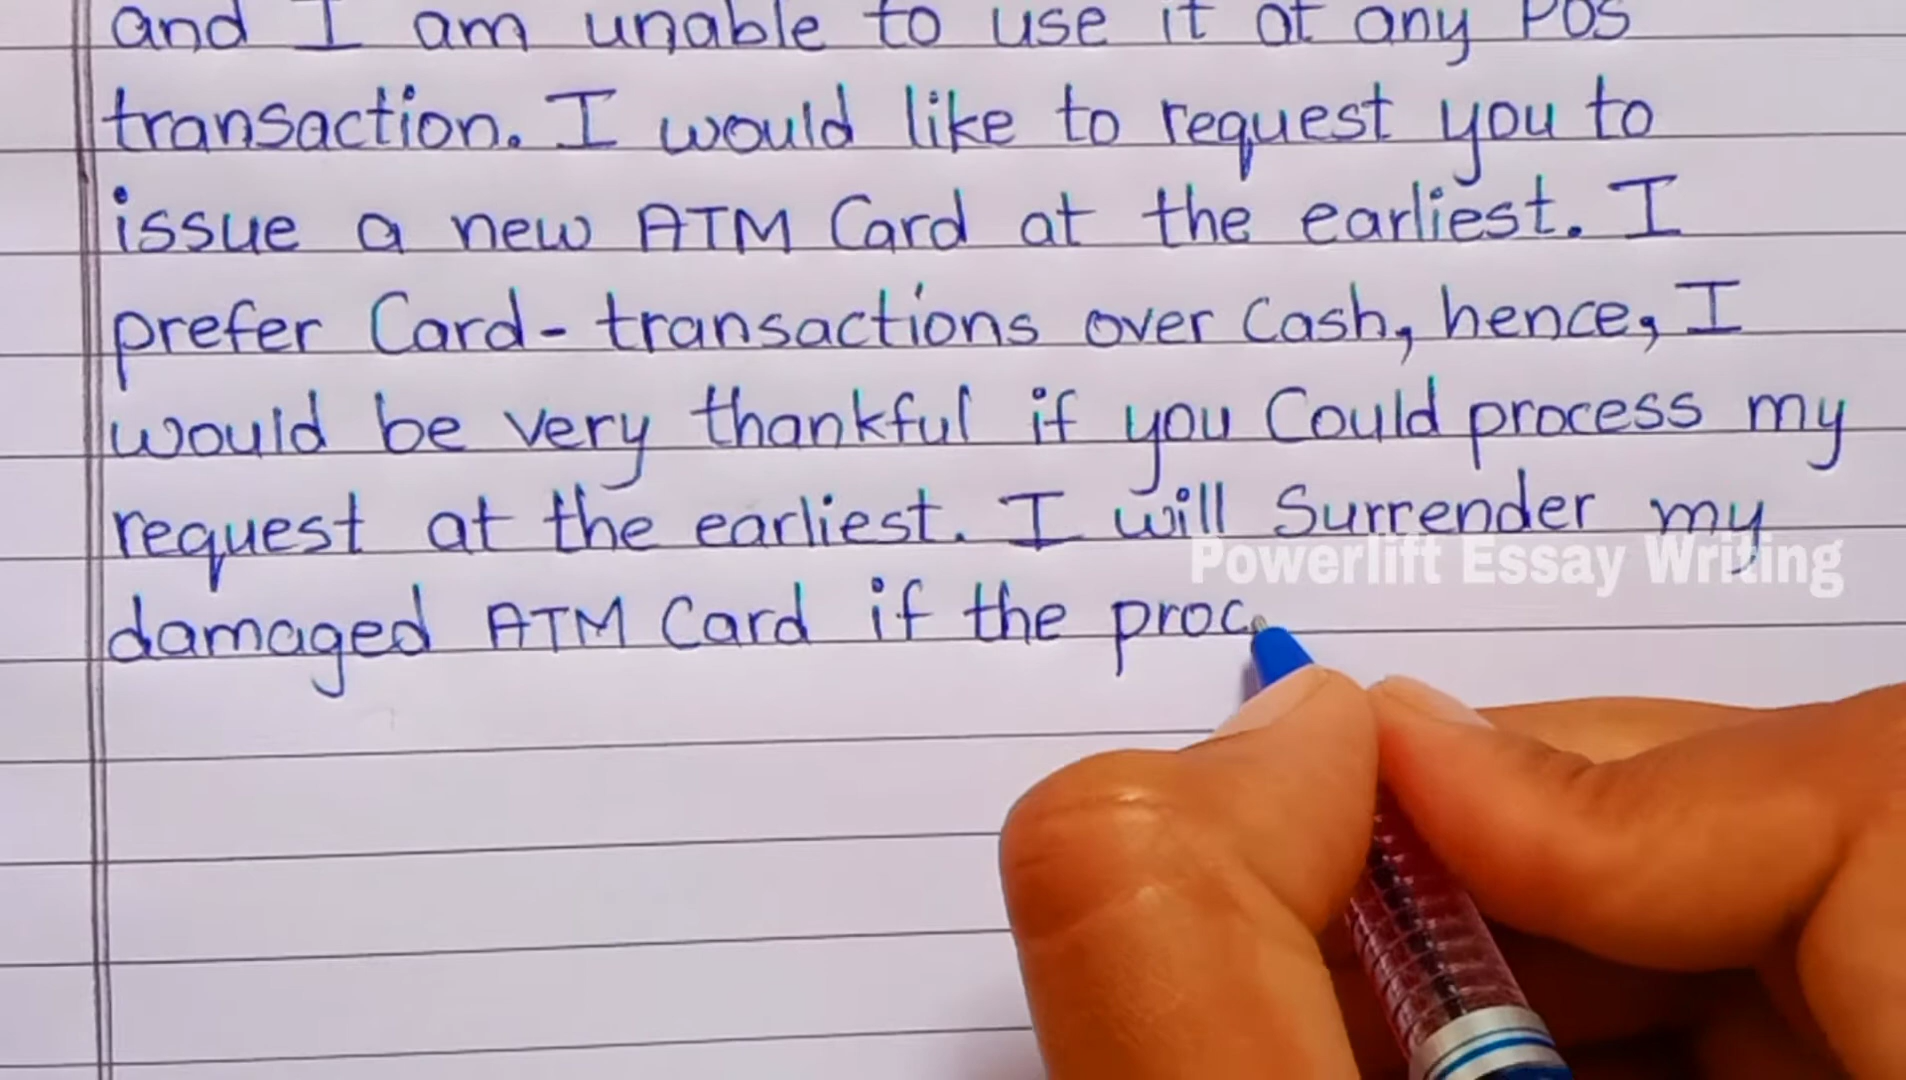 and I am unable to use it at any POS
transaction. I would like to request you to
issue a new ATM Card at the earliest. I
prefer Card-transactions over Cash, hence, I
would be very thankful if you Could process my
request at the earliest. I will Surrender my
Powerlift Essay Writing
damaged ATM Card if the proc